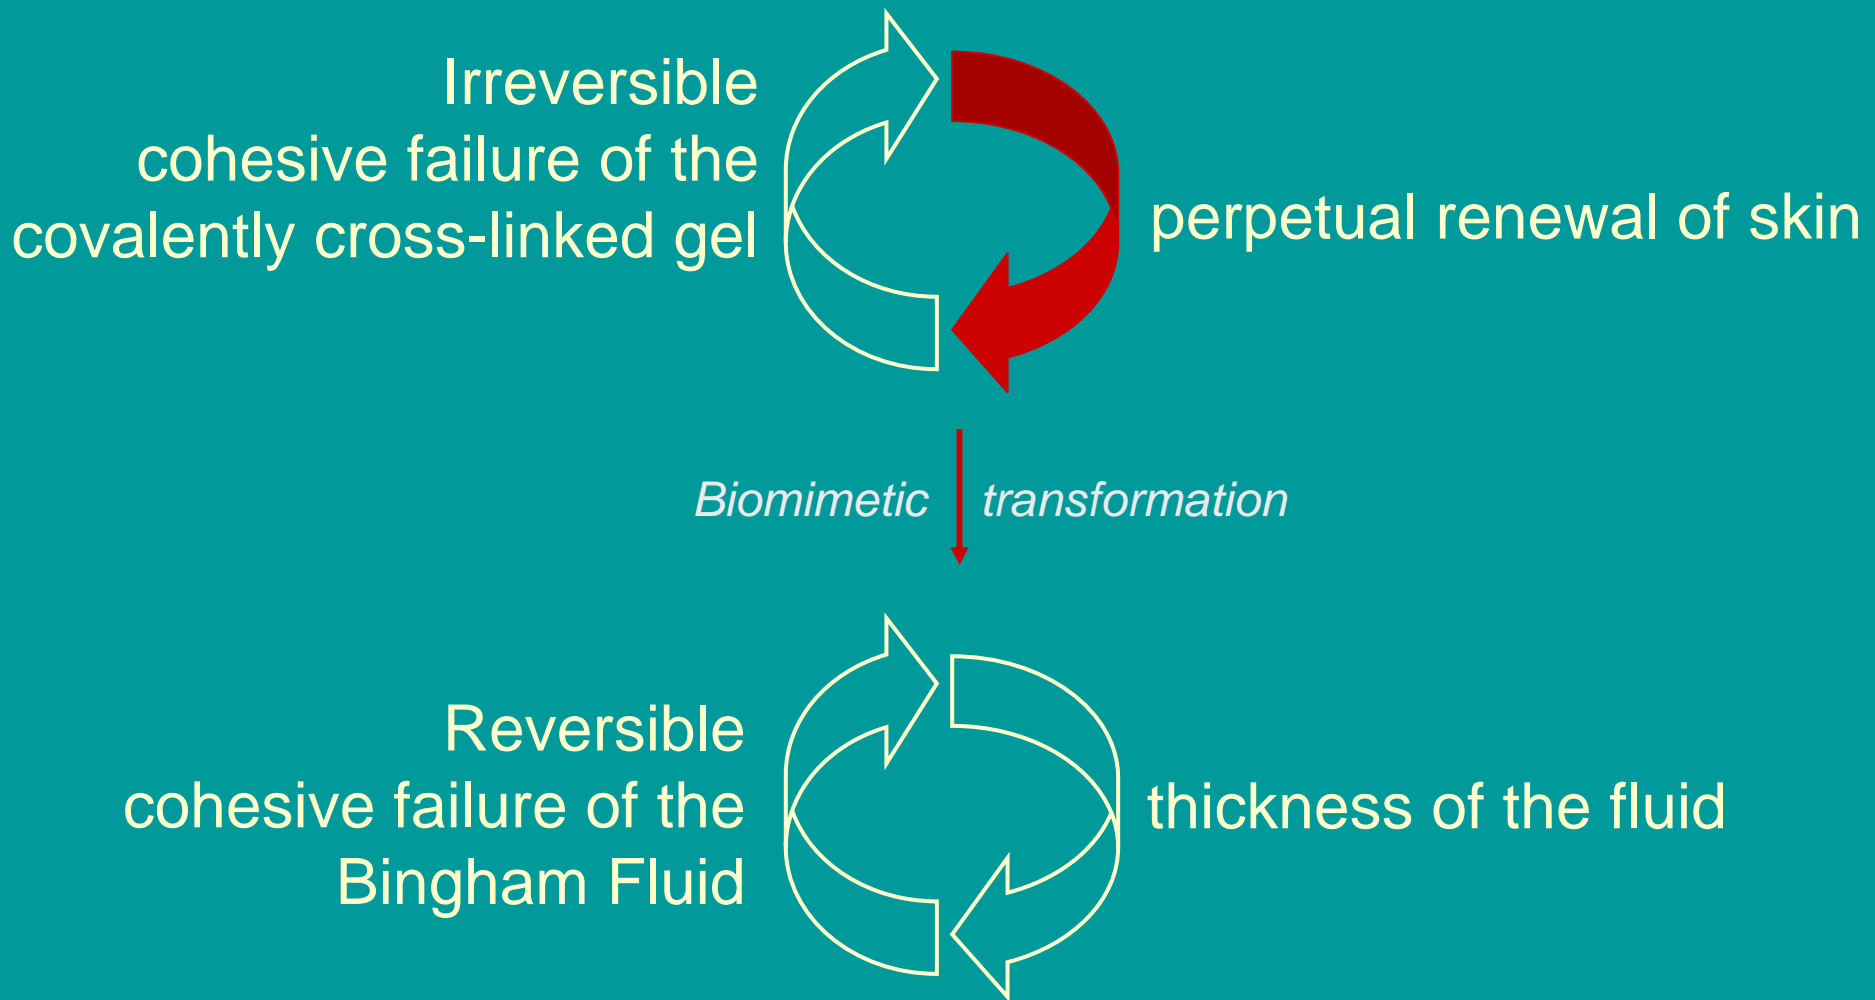 Irreversible
cohesive failure of the
covalently cross-linked gel
perpetual renewal of skin
Biomimetic transformation
Reversible
cohesive failure of the
Bingham Fluid
thickness of the fluid